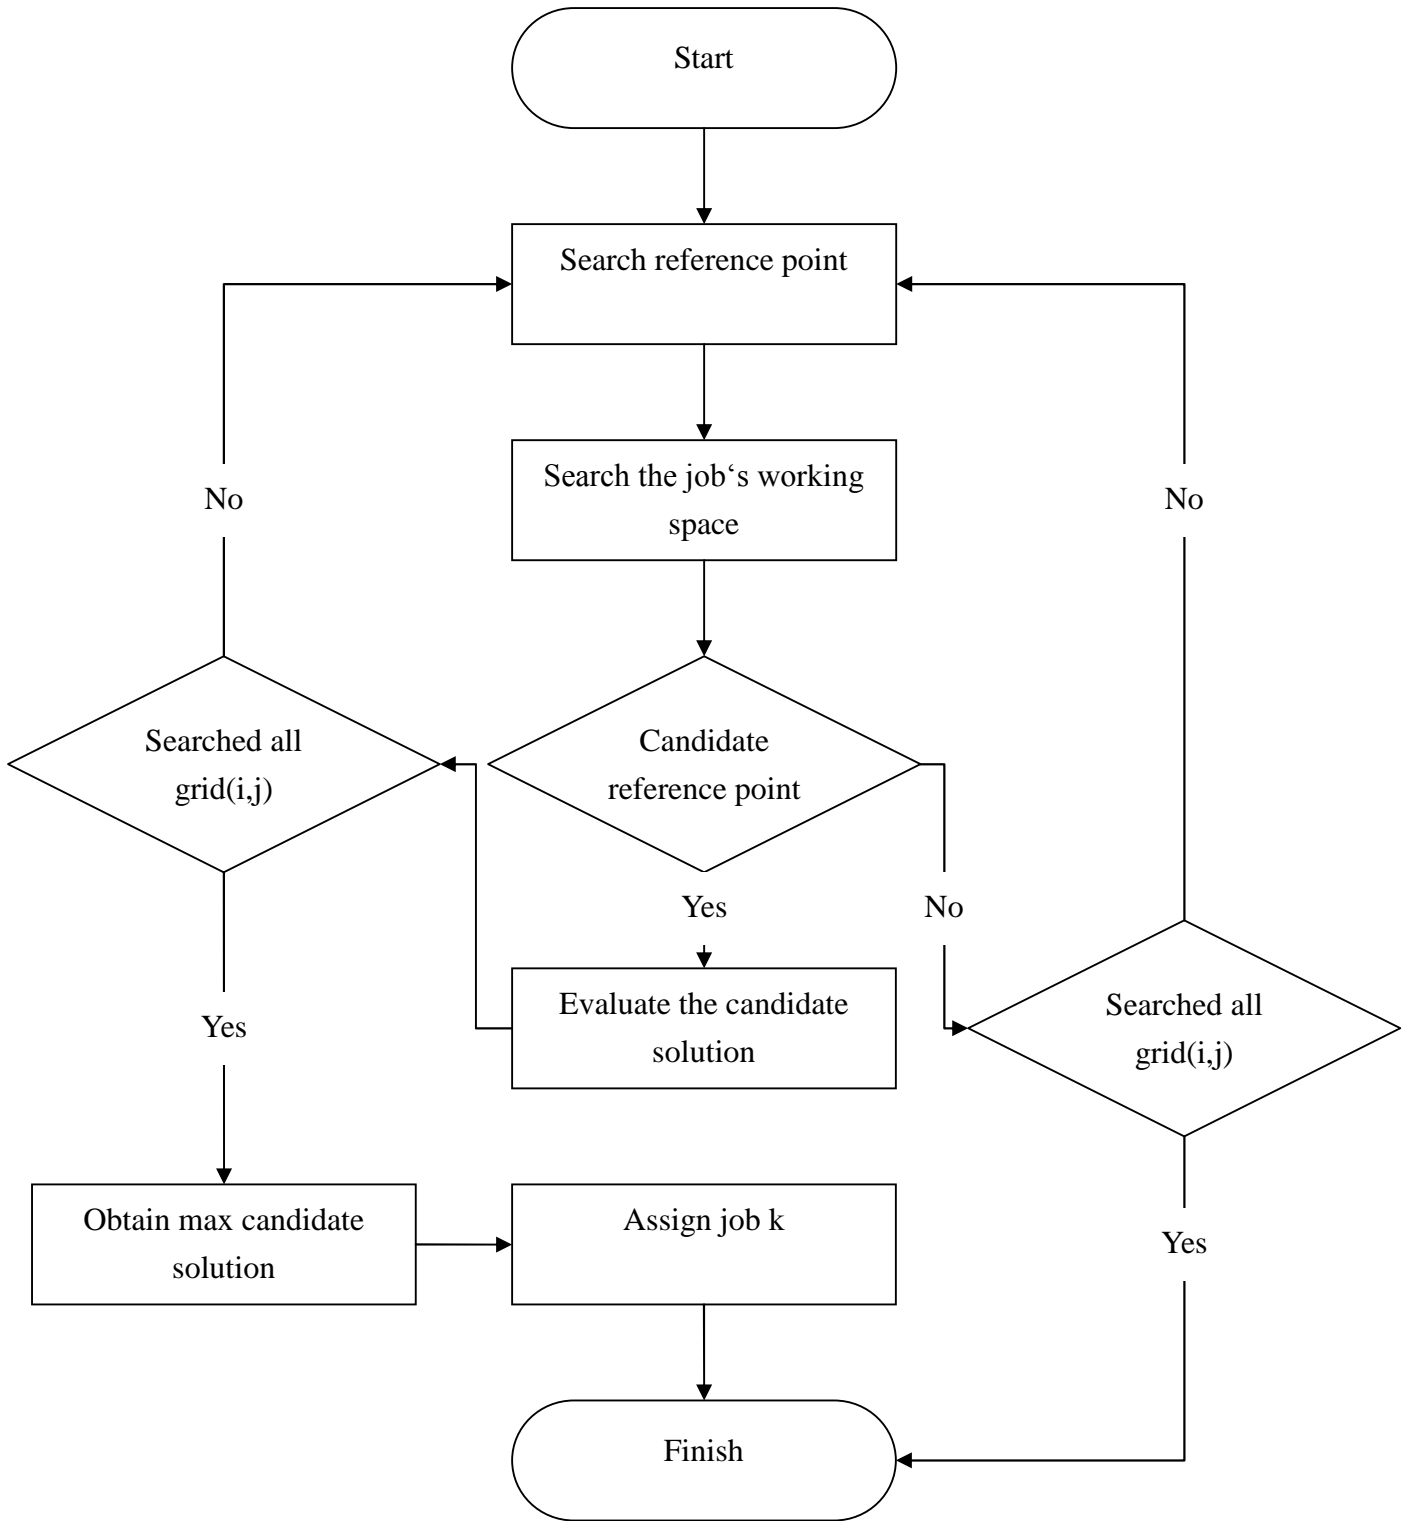 Start
Search reference point
Search the job‘s working
space
No
No
Searched all
grid(i,j)
Candidate
reference point
Yes
No
Yes
Evaluate the candidate
solution
Searched all
grid(i,j)
Obtain max candidate
solution
Assign job k
Yes
Finish